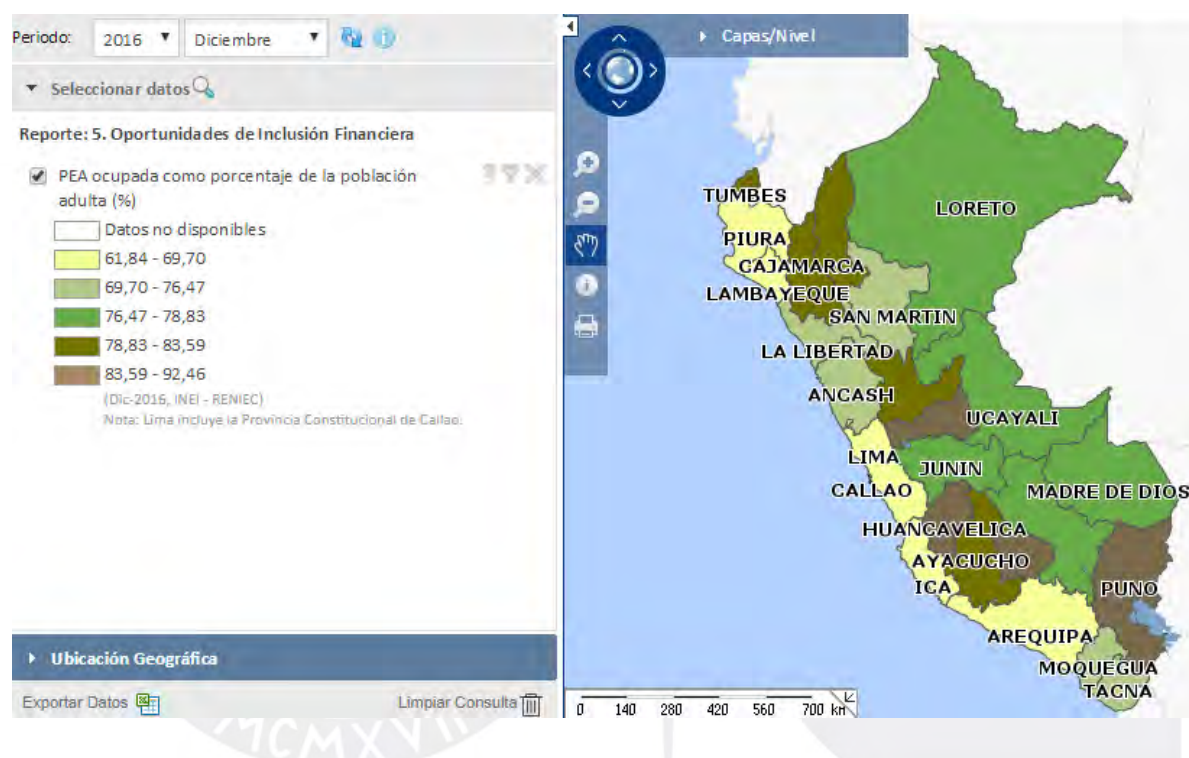 Periodo: 2016 Diciembre
Capas/Nivel
Seleccionar datos
Reporte: 5. Oportunidades de Inclusión Financiera
PEA ocupada como porcentaje de la población
adulta (%)
Datos no disponibles
61,84 - 69,70
69,70 - 76,47
76,47 - 78,83
78,83 - 83,59
83,59 - 92,46
(Dic-2016, INEI - RENIEC)
Nota: Lima incluye la Provincia Constitucional de Callao.
Ubicación Geográfica
Exportar Datos
Limpiar Consulta
TUMBES
LORETO
PIURA
CAJAMARCA
LAMBAYEQUE
SAN MARTIN
LA LIBERTAD
ANCASH
UCAYALI
LIMA
JUNIN
CALLAO
MADRE DE DIOS
HUANCAVELICA
AYACUCHO
ICA
PUNO
AREQUIPA
MOQUEGUA
TACNA
0 140 280 420 560 700 km
MCMXVII